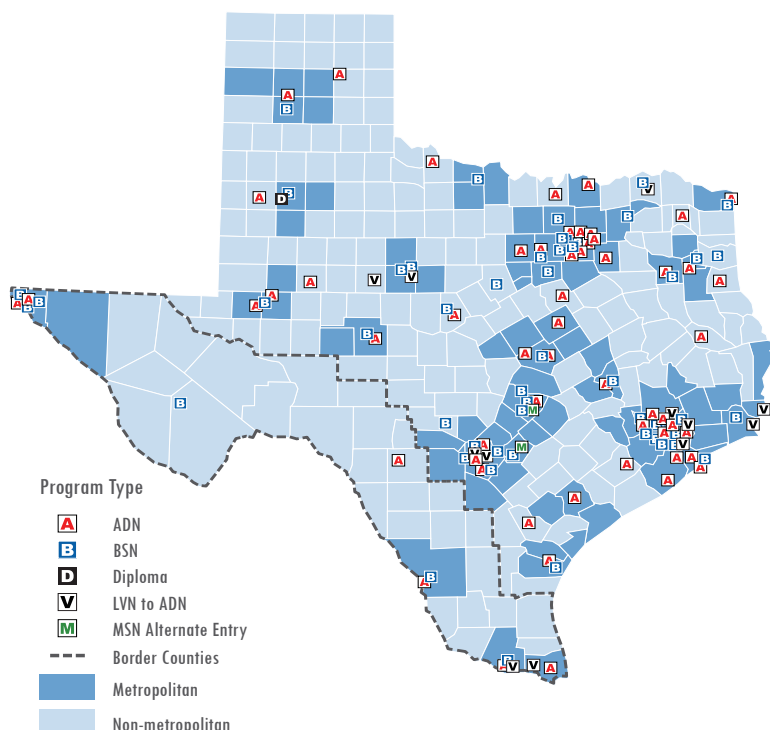 Program Type
A ADN
B BSN
D Diploma
V LVN to ADN
M MSN Alternate Entry
Border Counties
Metropolitan
Non-metropolitan